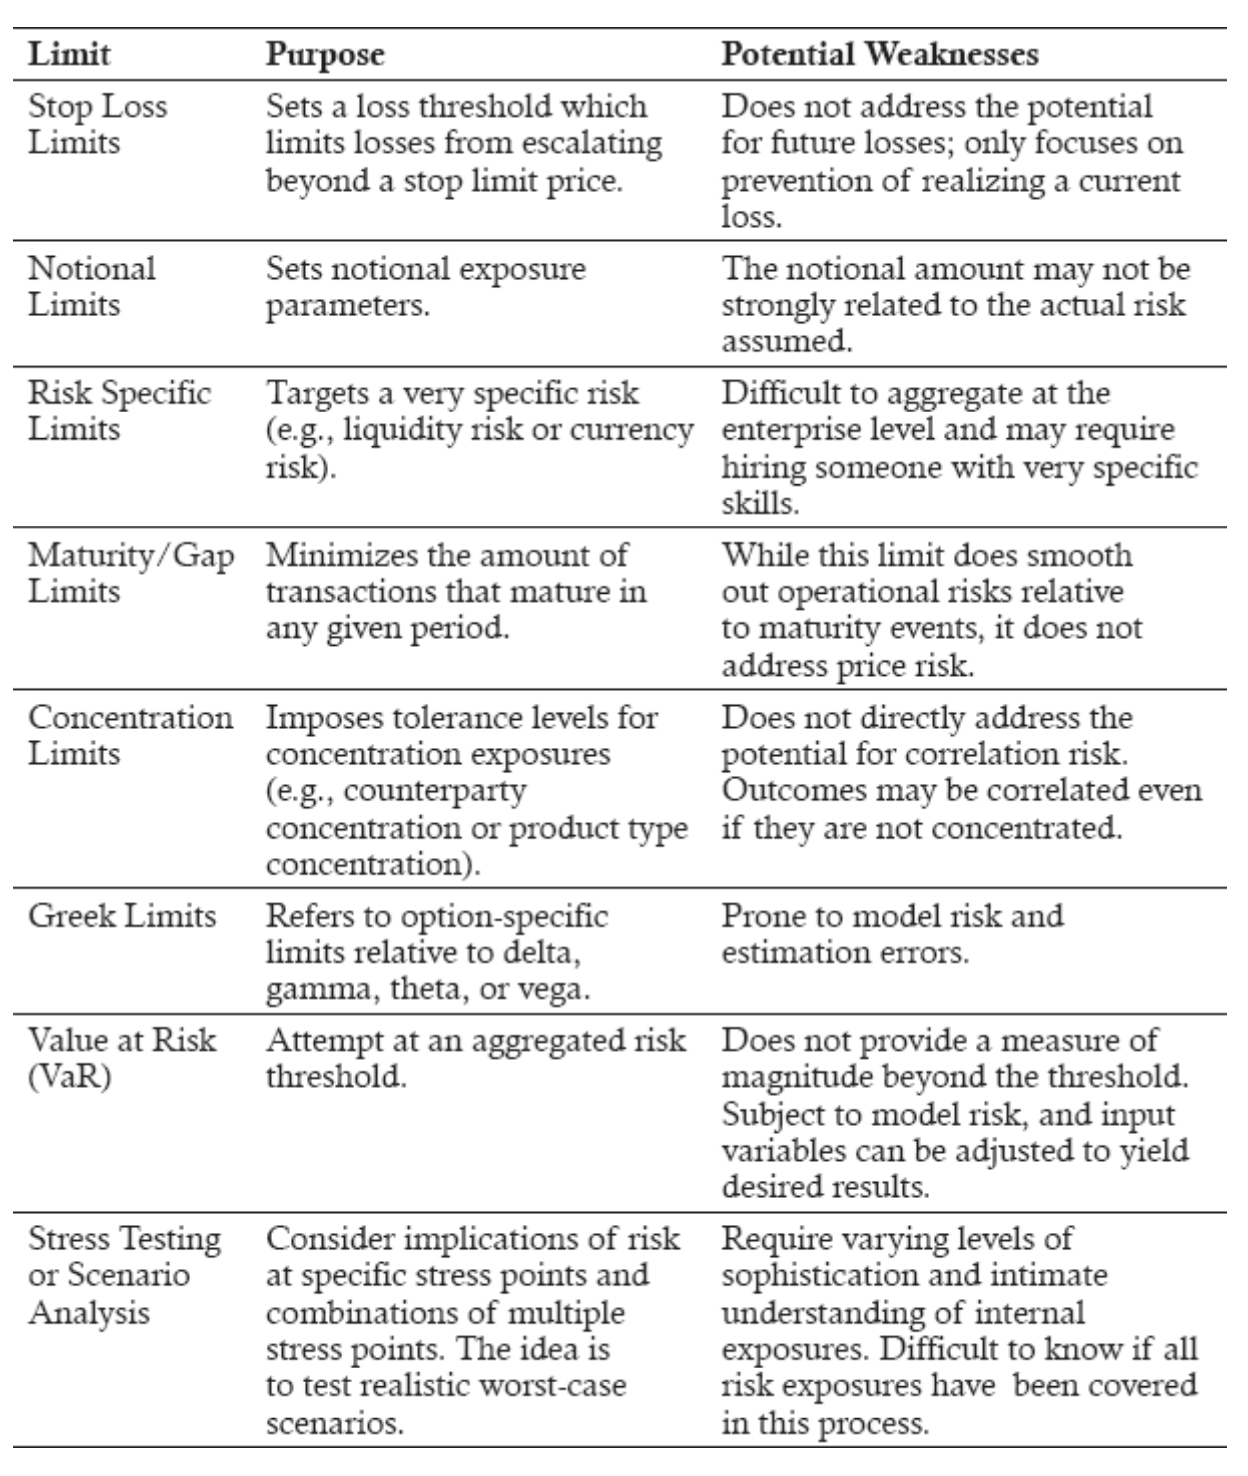 Limit Purpose Potential Weaknesses
Stop Loss Limits
Sets a loss threshold which
limits losses from escalating
beyond a stop limit price.
Does not address the potential
for future losses; only focuses on
prevention of realizing a current
loss.
Notional
Limits
Sets notional exposure
parameters.
The notional amount may not be
strongly related to the actual risk
assumed.
Risk Specific
Limits
Targets a very specific risk
(e.g., liquidity risk or currency
risk).
Difficult to aggregate at the
enterprise level and may require
hiring someone with very specific
skills.
Maturity/Gap
Limits
Minimizes the amount of
transactions that mature in
any given period.
While this limit does smooth
out operational risks relative
to maturity events, it does not
address price risk.
Concentration
Limits
Imposes tolerance levels for
concentration exposures
(e.g., counterparty
concentration or product type
concentration).
Does not directly address the
potential for correlation risk.
Outcomes may be correlated even
if they are not concentrated.
Greek Limits
Refers to option-specific
limits relative to delta,
gamma, theta, or vega.
Prone to model risk and
estimation errors.
Value at Risk
(VaR)
Attempt at an aggregated risk
threshold.
Does not provide a measure of
magnitude beyond the threshold.
Subject to model risk, and input
variables can be adjusted to yield
desired results.
Stress Testing
or Scenario
Analysis
Consider implications of risk
at specific stress points and
combinations of multiple
stress points. The idea is
to test realistic worst-case
scenarios.
Require varying levels of
sophistication and intimate
understanding of internal
exposures. Difficult to know if all
risk exposures have been covered
in this process.